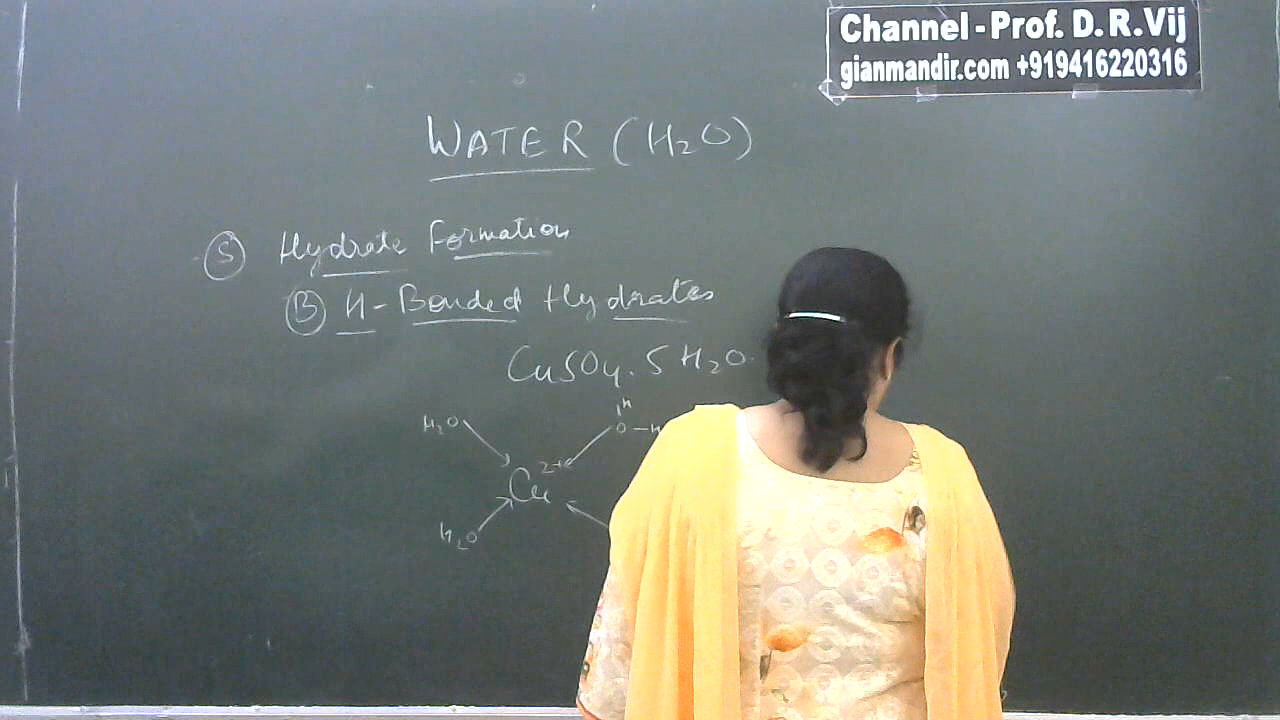 Channel - Prof. D. R. Vij
gianmandir.com +919416220316
WATER (H₂O)
(5) Hydrate Formation
(B) H-Bonded Hydrates
CuSO₄. 5 H₂O
H
H₂O O—H
Cu²⁺
H₂O